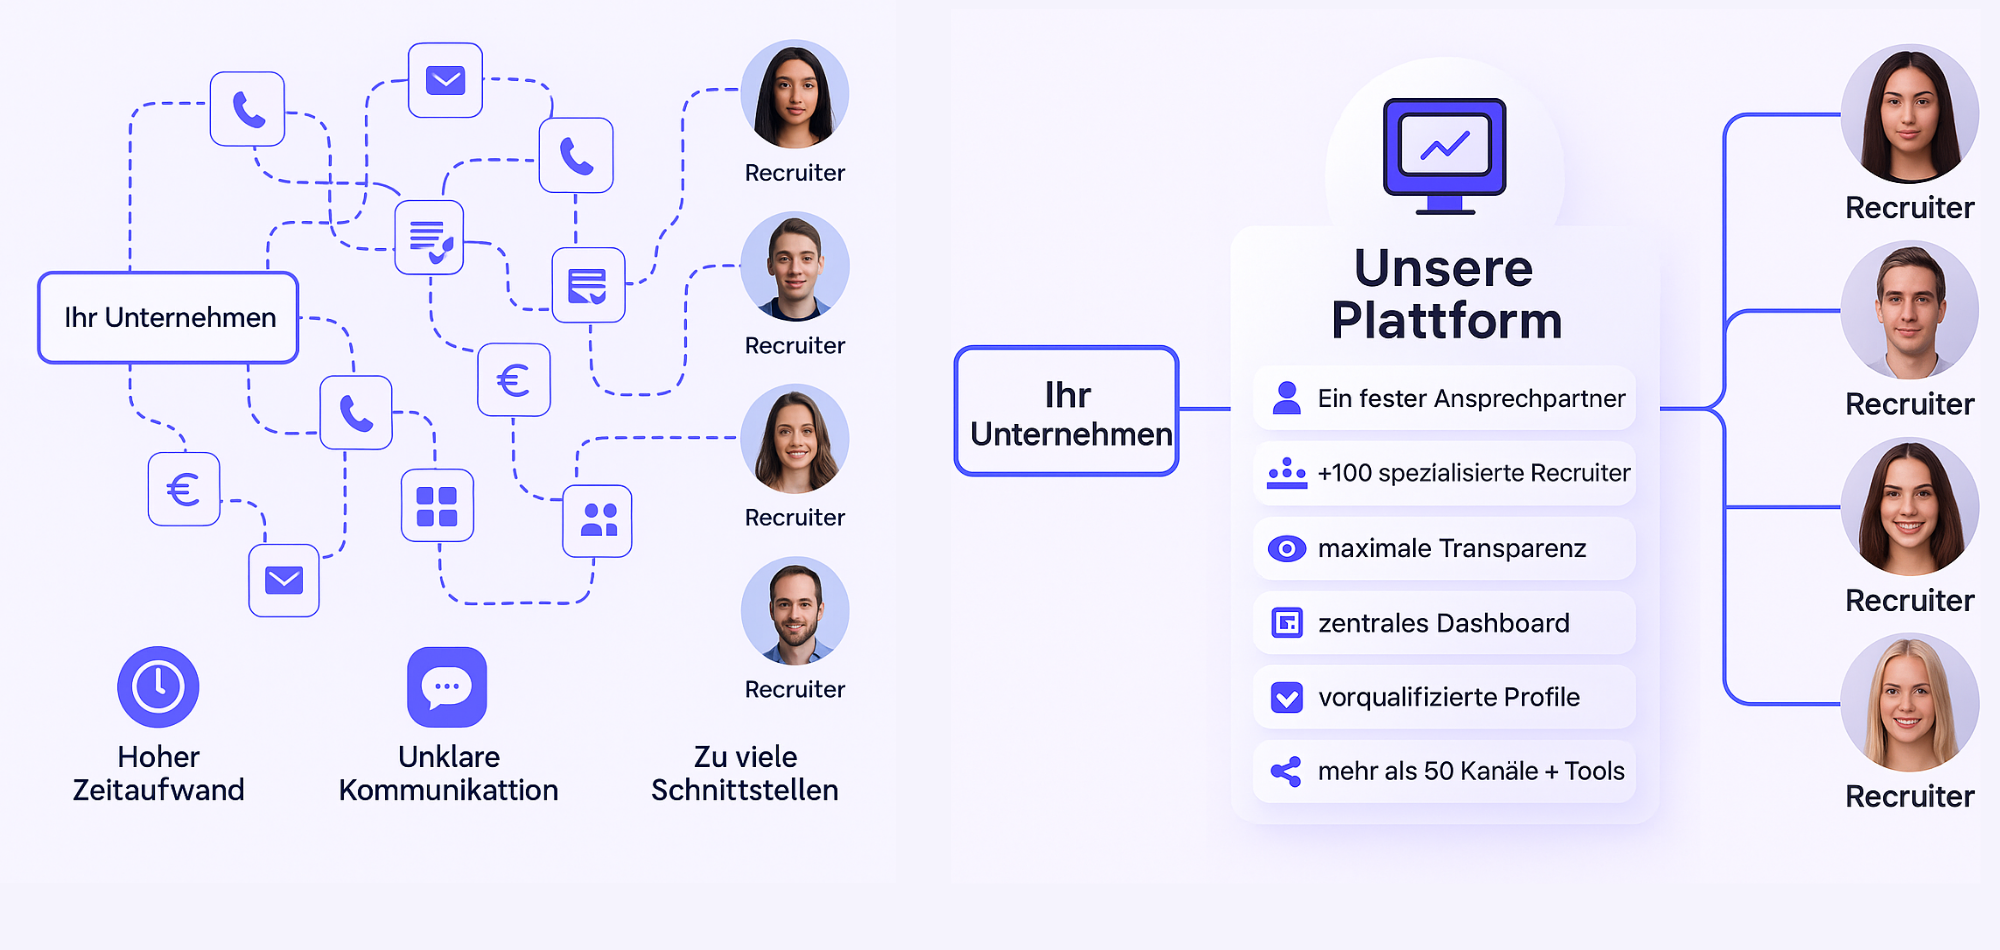 Recruiter
Recruiter
Ihr Unternehmen
Recruiter
Recruiter
Hoher
Zeitaufwand
Unklare
Kommunikattion
Zu viele
Schnittstellen
Ihr
Unternehmen
Unsere
Plattform
Ein fester Ansprechpartner
+100 spezialisierte Recruiter
maximale Transparenz
zentrales Dashboard
vorqualifizierte Profile
mehr als 50 Kanäle + Tools
Recruiter
Recruiter
Recruiter
Recruiter